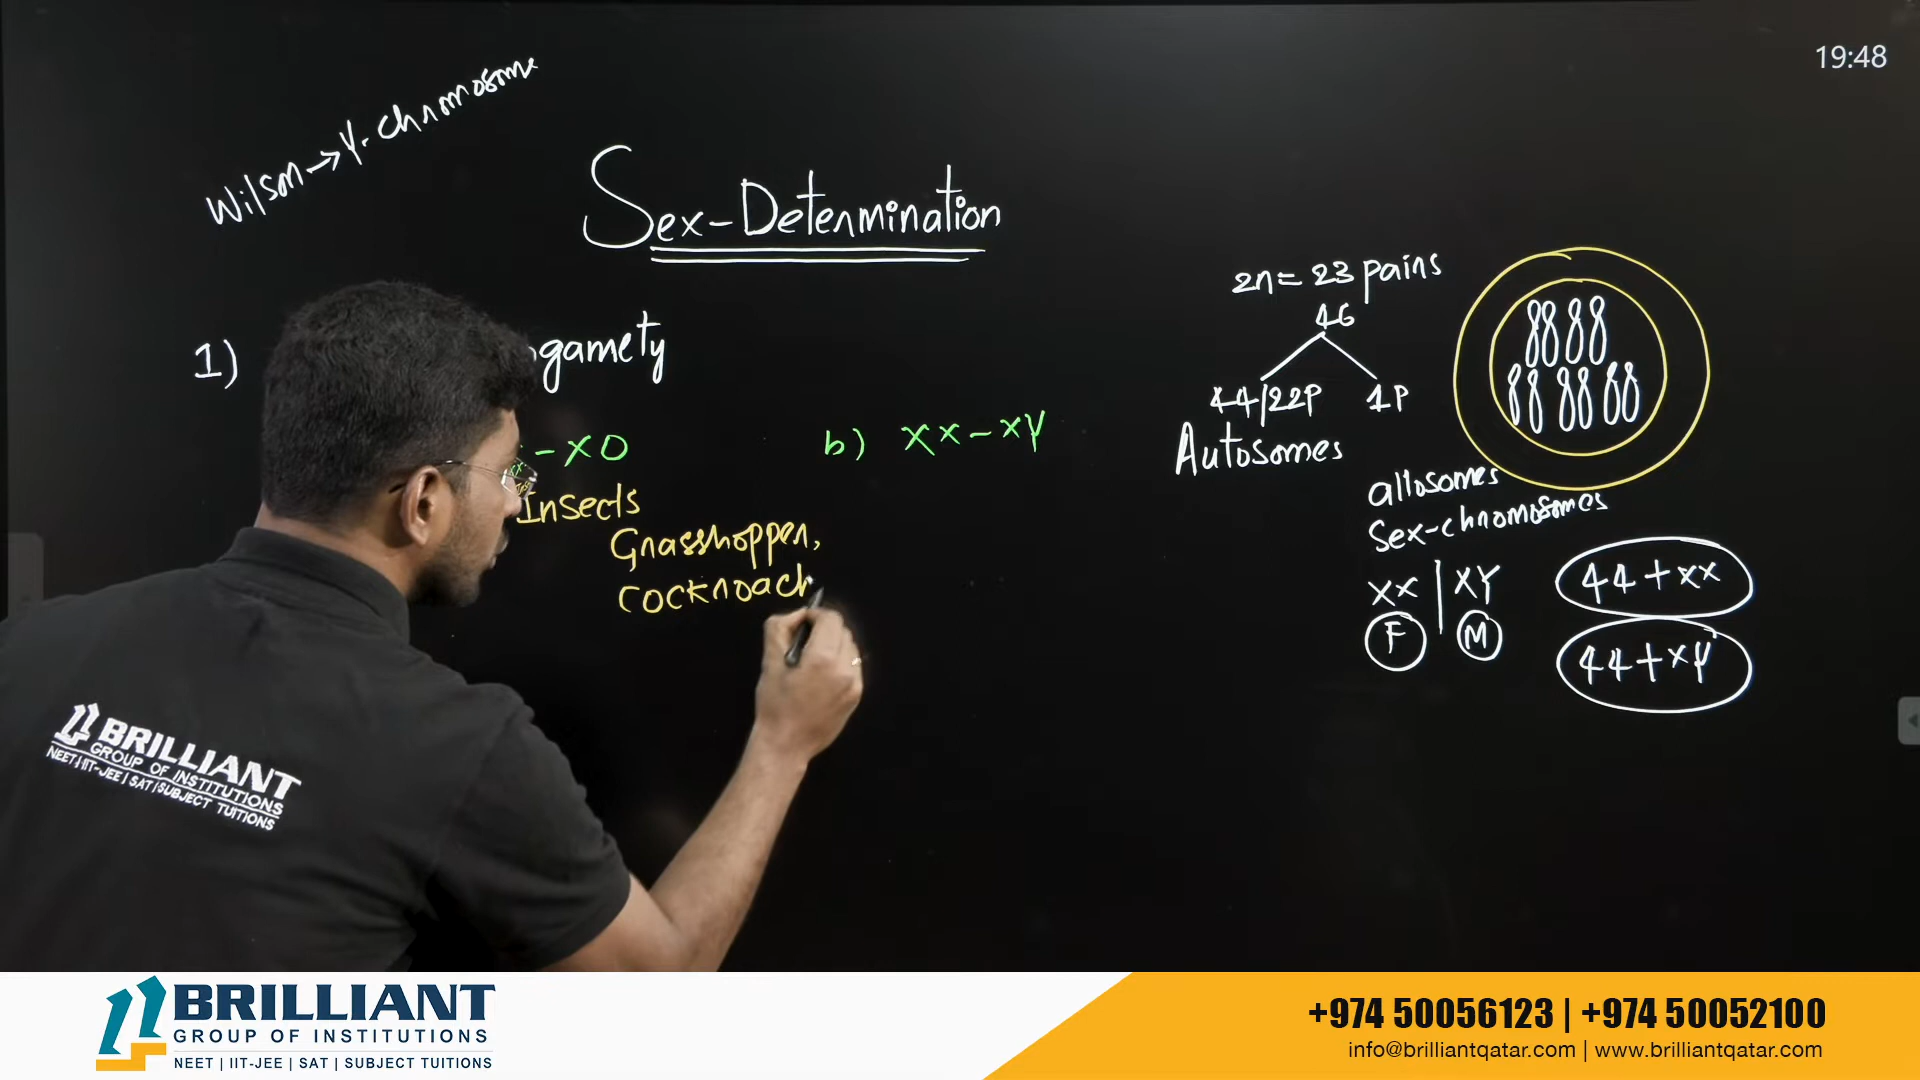 19:48
Wilson → Y-chromosome
Sex-Determination
1) gamety
- XO
Insects
Grasshopper,
cockroach
b) XX - XY
2n = 23 pairs
46
44/22P 1P
Autosomes
allosomes
Sex-chromosomes
XX | XY
F M
44 + XX
44 + XY
BRILLIANT
GROUP OF INSTITUTIONS
NEET | IIT-JEE | SAT | SUBJECT TUITIONS
BRILLIANT
GROUP OF INSTITUTIONS
NEET | IIT-JEE | SAT | SUBJECT TUITIONS
+974 50056123 | +974 50052100
info@brilliantqatar.com | www.brilliantqatar.com